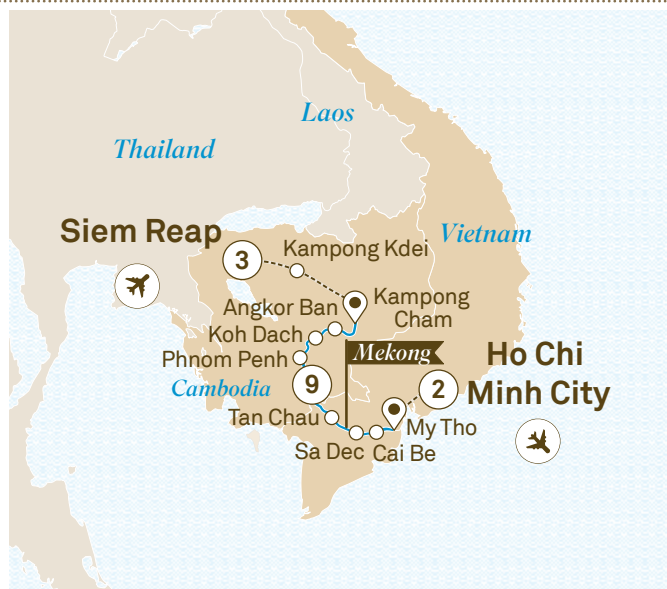 Laos
Thailand
Vietnam
Siem Reap
3
Kampong Kdei
Angkor Ban
Kampong
Cham
Koh Dach
Phnom Penh
Mekong
Cambodia
9
2
Ho Chi
Minh City
Tan Chau
My Tho
Sa Dec
Cai Be